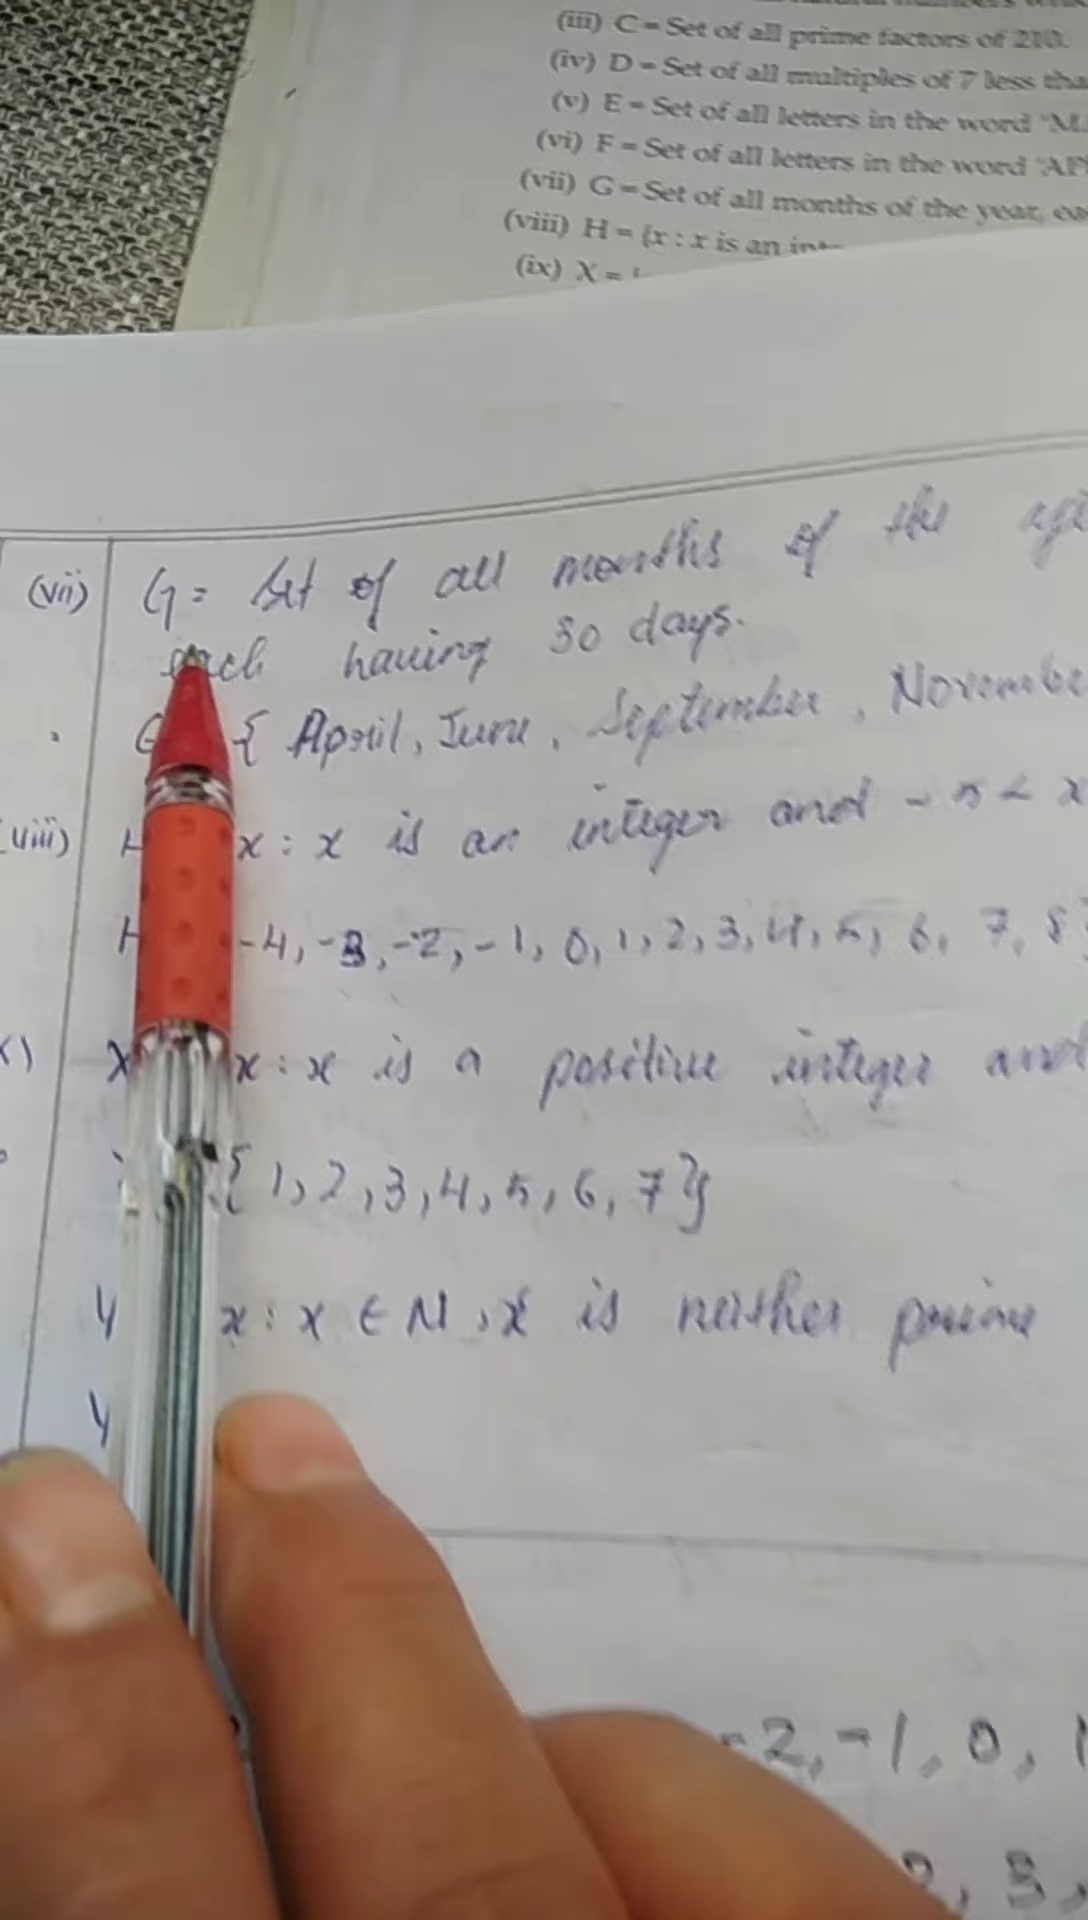 (iii) C = Set of all prime factors of 210.
(iv) D = Set of all multiples of 7 less
(v) E = Set of all letters in the word
(vi) F = Set of all letters in the word
(vii) G = Set of all months of the year,
(viii) H = {x : x is an
(ix) X =
(vii) G = Set of all months of the
each having 30 days.
{ April, June, September,
(viii) x : x is an integer and -5 < x
-4, -3, -2, -1, 0, 1, 2, 3, 4, 5, 6, 7, 8
x : x is a positive integer and
{ 1, 2, 3, 4, 5, 6, 7 }
Y x : x ∈ N, x is neither prime
Y
-2, -1, 0, 1
2, 3,